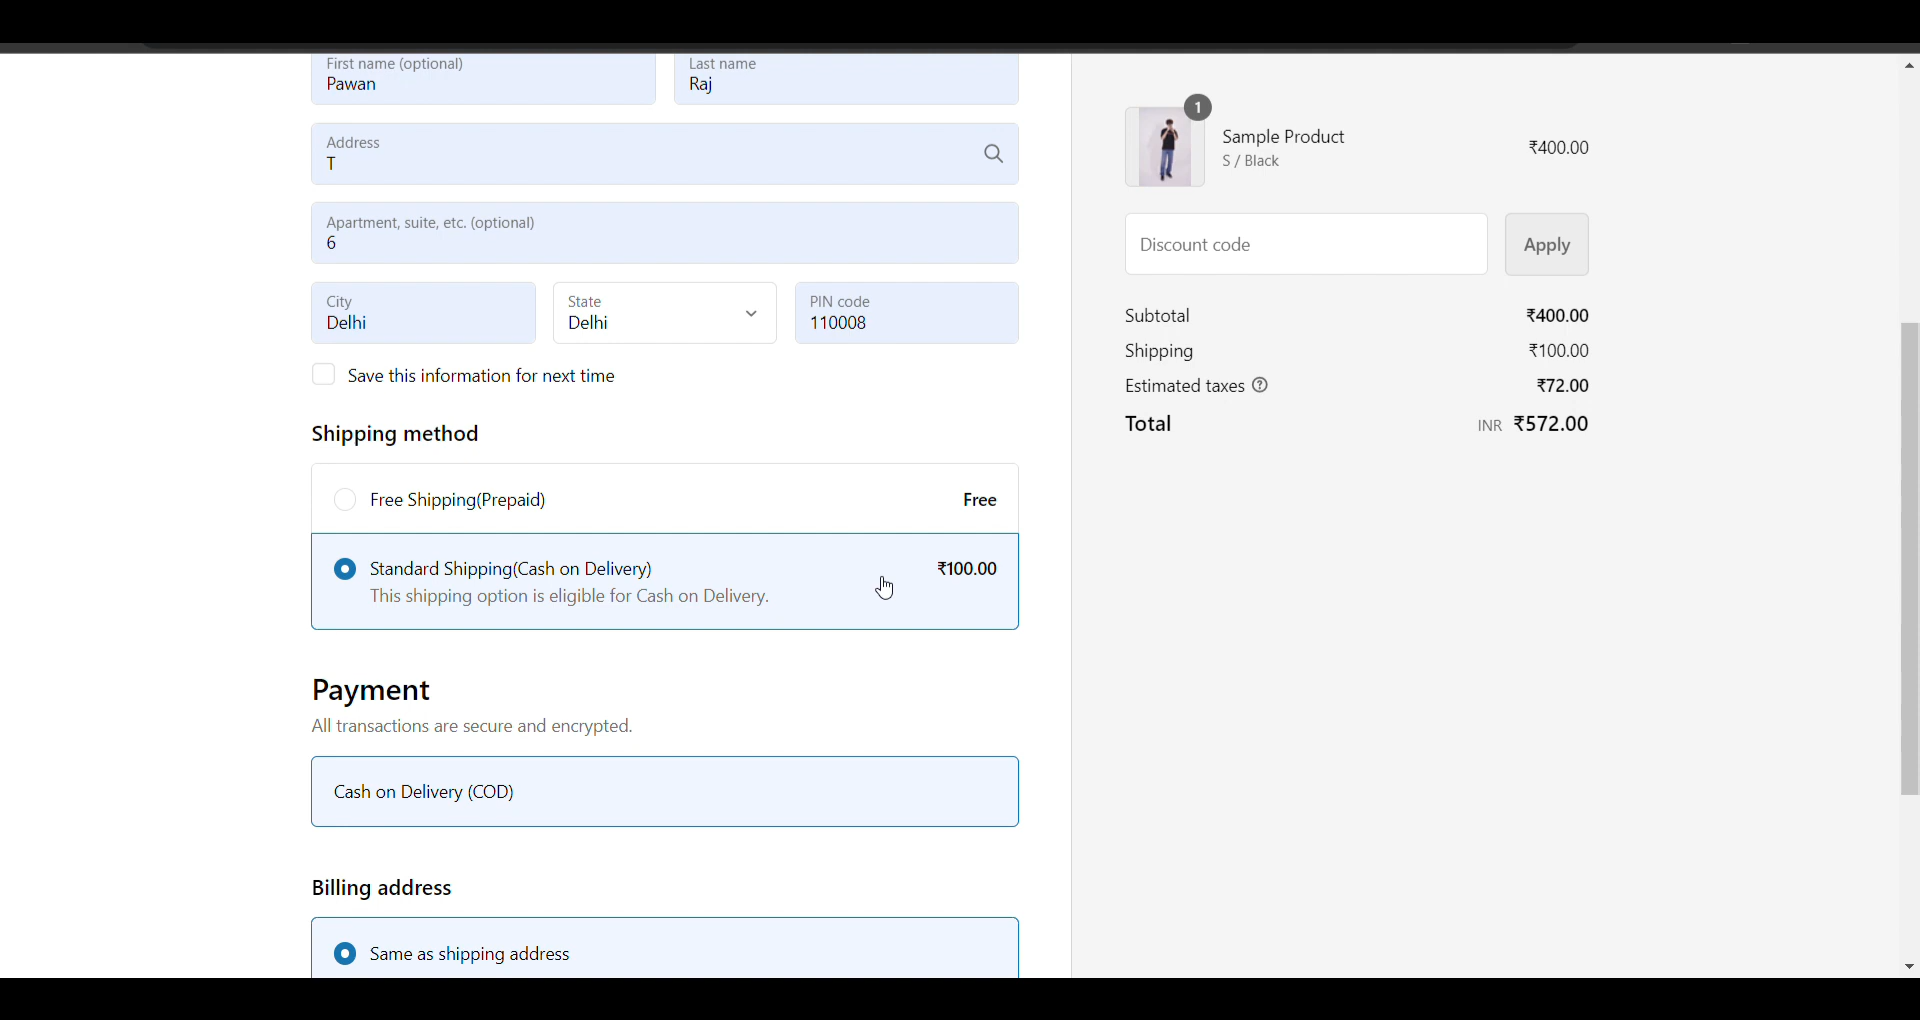 First name (optional)
Pawan
Last name
Raj
Address
T
Apartment, suite, etc. (optional)
6
City
Delhi
State
Delhi
PIN code
110008
Save this information for next time
Shipping method
Free Shipping(Prepaid)
Free
Standard Shipping(Cash on Delivery)
₹100.00
This shipping option is eligible for Cash on Delivery.
Payment
All transactions are secure and encrypted.
Cash on Delivery (COD)
Billing address
Same as shipping address
1
Sample Product
S / Black
₹400.00
Discount code
Apply
Subtotal
₹400.00
Shipping
₹100.00
Estimated taxes ?
₹72.00
Total
INR ₹572.00